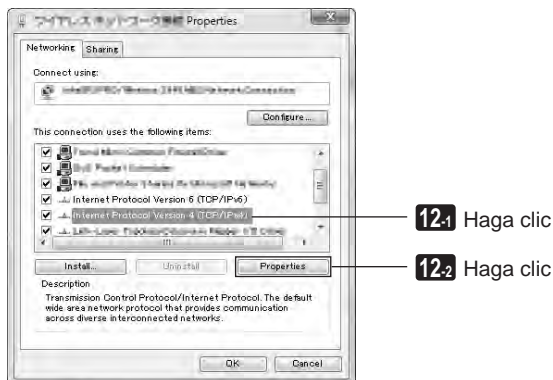 ワイヤレス ネットワーク接続 Properties
Networking Sharing
Connect using:
Network Connection
Configure...
This connection uses the following items:
Internet Protocol Version 6 (TCP/IPv6)
Internet Protocol Version 4 (TCP/IPv4)
12-1 Haga clic
Install... Uninstall Properties
12-2 Haga clic
Description
Transmission Control Protocol/Internet Protocol. The default
wide area network protocol that provides communication
across diverse interconnected networks.
OK Cancel